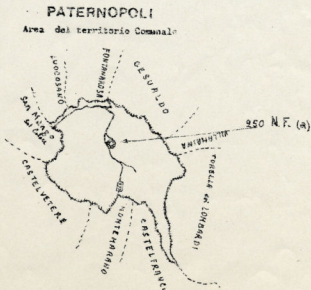 PATERNOPOLI
Area del territorio Comunale
LUOGOSANO
FONTANAROSA
GESUALDO
San Mango
sul Calore
950 N.F. (a)
VILLAMAINA
TORELLA dei LOMBARDI
CASTELVETERE
MONTEMARANO
CASTELFRANCI